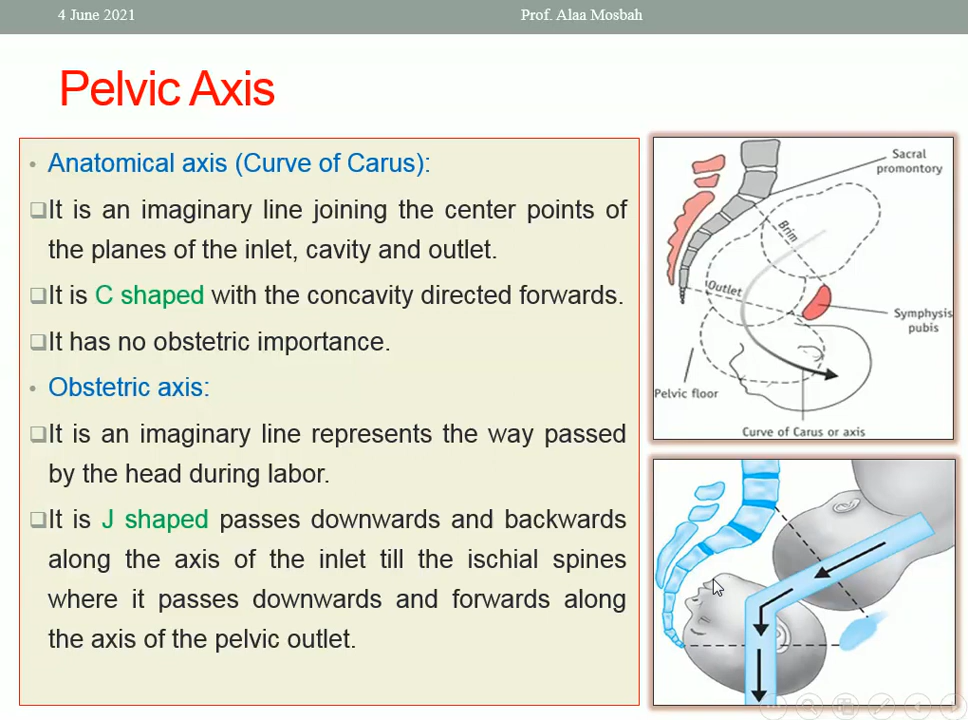 4 June 2021
Prof. Alaa Mosbah
Pelvic Axis
• Anatomical axis (Curve of Carus):
❑It is an imaginary line joining the center points of
the planes of the inlet, cavity and outlet.
❑It is C shaped with the concavity directed forwards.
❑It has no obstetric importance.
• Obstetric axis:
❑It is an imaginary line represents the way passed
by the head during labor.
❑It is J shaped passes downwards and backwards
along the axis of the inlet till the ischial spines
where it passes downwards and forwards along
the axis of the pelvic outlet.
Sacral
promontory
Brim
Outlet
Symphysis
pubis
Pelvic floor
Curve of Carus or axis